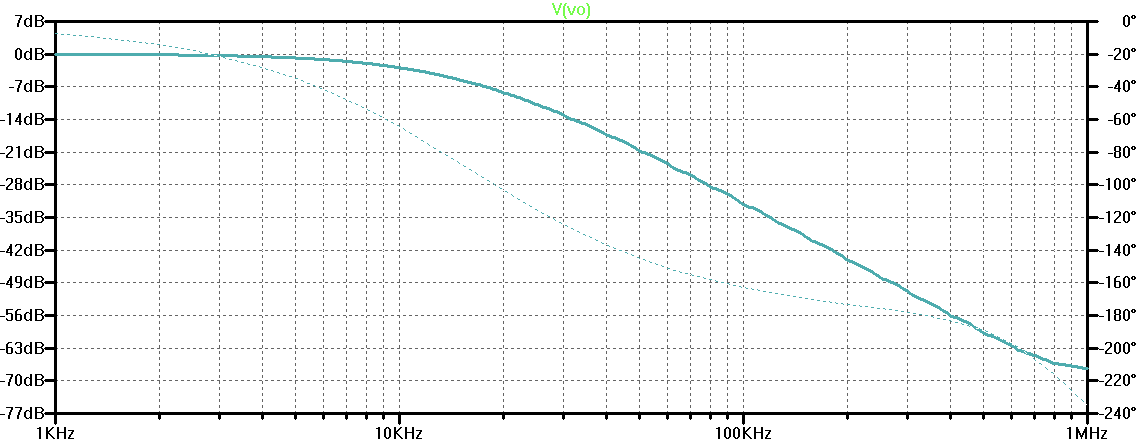 V(vo)
7dB 0°
0dB -20°
-7dB -40°
-14dB -60°
-21dB -80°
-28dB -100°
-35dB -120°
-42dB -140°
-49dB -160°
-56dB -180°
-63dB -200°
-70dB -220°
-77dB -240°
1KHz 10KHz 100KHz 1MHz